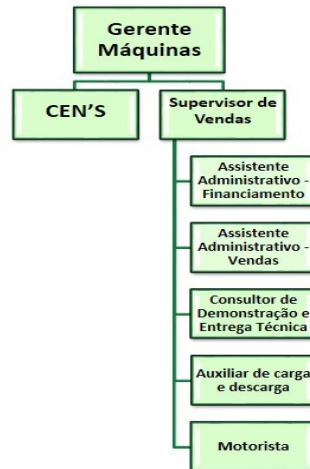 Gerente
Máquinas
CEN'S
Supervisor de
Vendas
Assistente
Administrativo -
Financiamento
Assistente
Administrativo -
Vendas
Consultor de
Demonstração e
Entrega Técnica
Auxiliar de carga
e descarga
Motorista